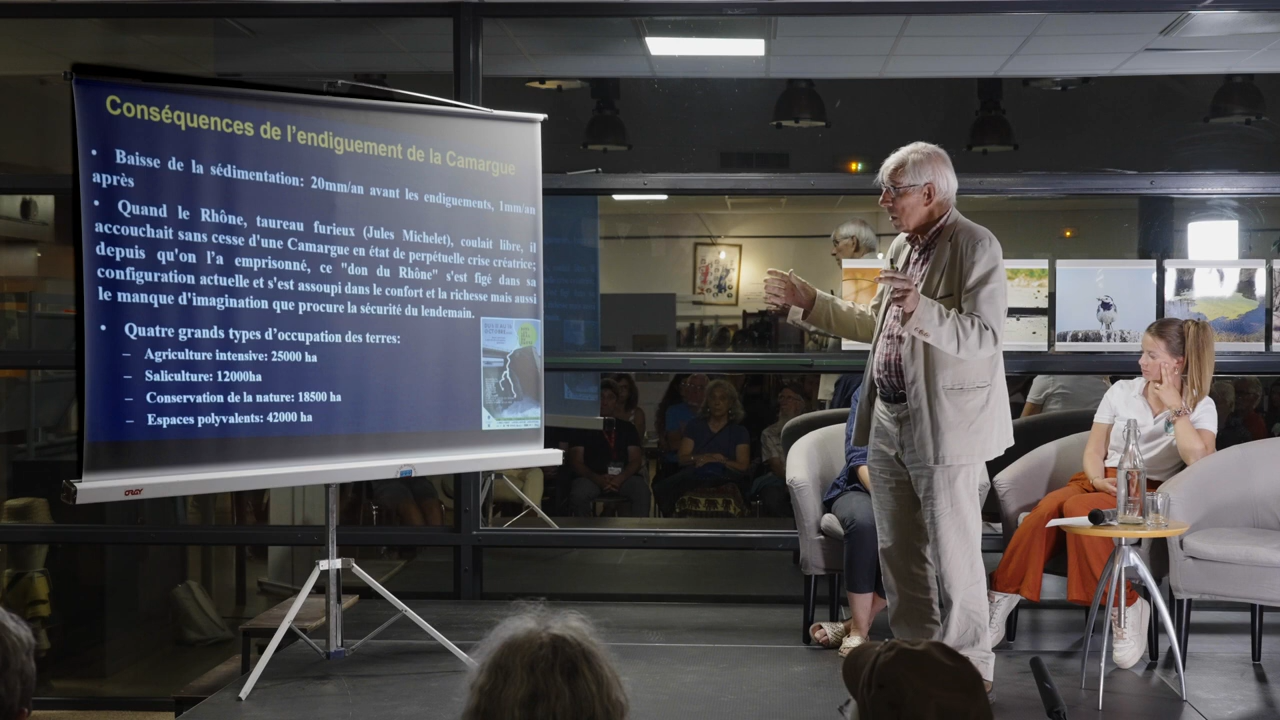 Conséquences de l'endiguement de la Camargue
• Baisse de la sédimentation: 20mm/an avant les endiguements, 1mm/an
après
• Quand le Rhône, taureau furieux (Jules Michelet), coulait libre, il
accouchait sans cesse d'une Camargue en état de perpétuelle crise créatrice;
depuis qu'on l'a emprisonné, ce "don du Rhône" s'est figé dans sa
configuration actuelle et s'est assoupi dans le confort et la richesse mais aussi
le manque d'imagination que procure la sécurité du lendemain.
• Quatre grands types d'occupation des terres:
– Agriculture intensive: 25000 ha
– Saliculture: 12000ha
– Conservation de la nature: 18500 ha
– Espaces polyvalents: 42000 ha
ORAY